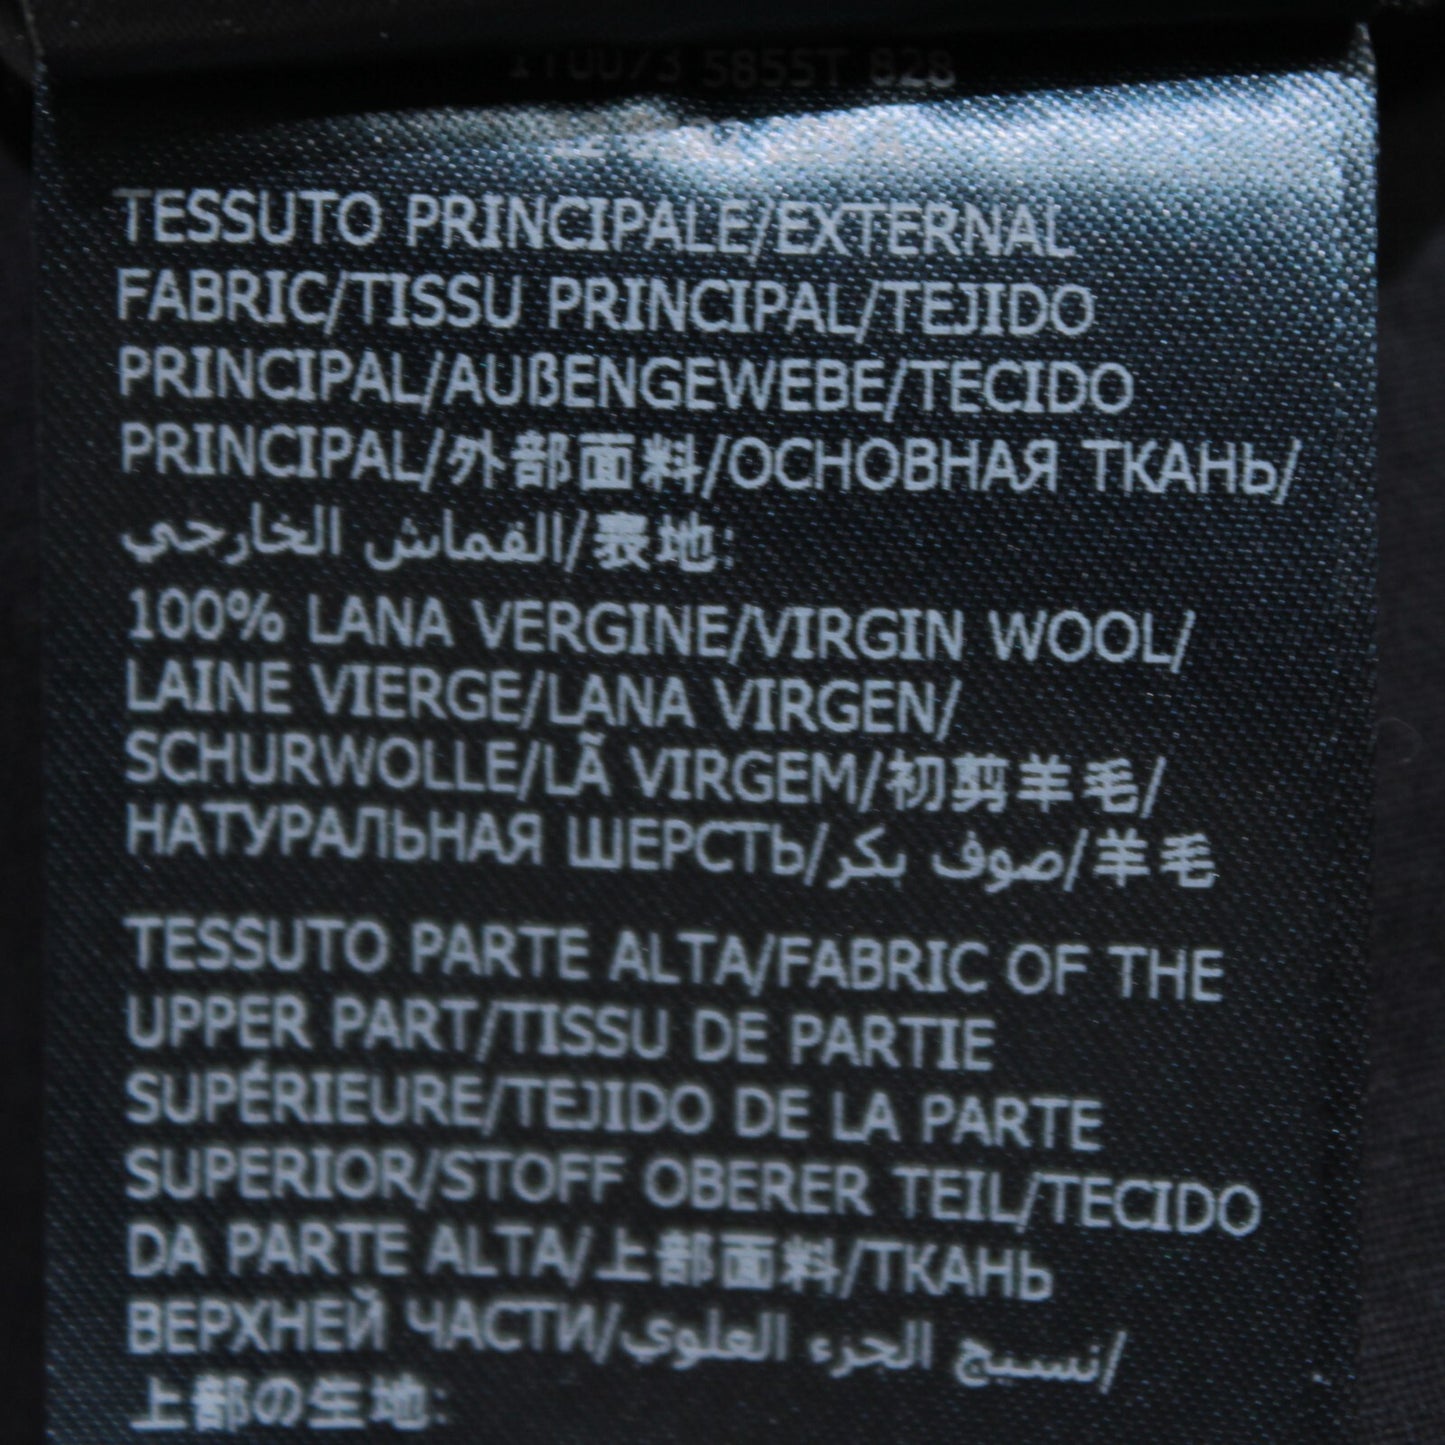 5855T 828
TESSUTO PRINCIPALE/EXTERNAL
FABRIC/TISSU PRINCIPAL/TEJIDO
PRINCIPAL/AUßENGEWEBE/TECIDO
PRINCIPAL/外部面料/ОСНОВНАЯ ТКАНЬ/
القماش الخارجي/表地:
100% LANA VERGINE/VIRGIN WOOL/
LAINE VIERGE/LANA VIRGEN/
SCHURWOLLE/LÃ VIRGEM/初剪羊毛/
НАТУРАЛЬНАЯ ШЕРСТЬ/صوف بكر/羊毛
TESSUTO PARTE ALTA/FABRIC OF THE
UPPER PART/TISSU DE PARTIE
SUPÉRIEURE/TEJIDO DE LA PARTE
SUPERIOR/STOFF OBERER TEIL/TECIDO
DA PARTE ALTA/上部面料/ТКАНЬ
ВЕРХНЕЙ ЧАСТИ/نسيج الجزء العلوي/
上部の生地: